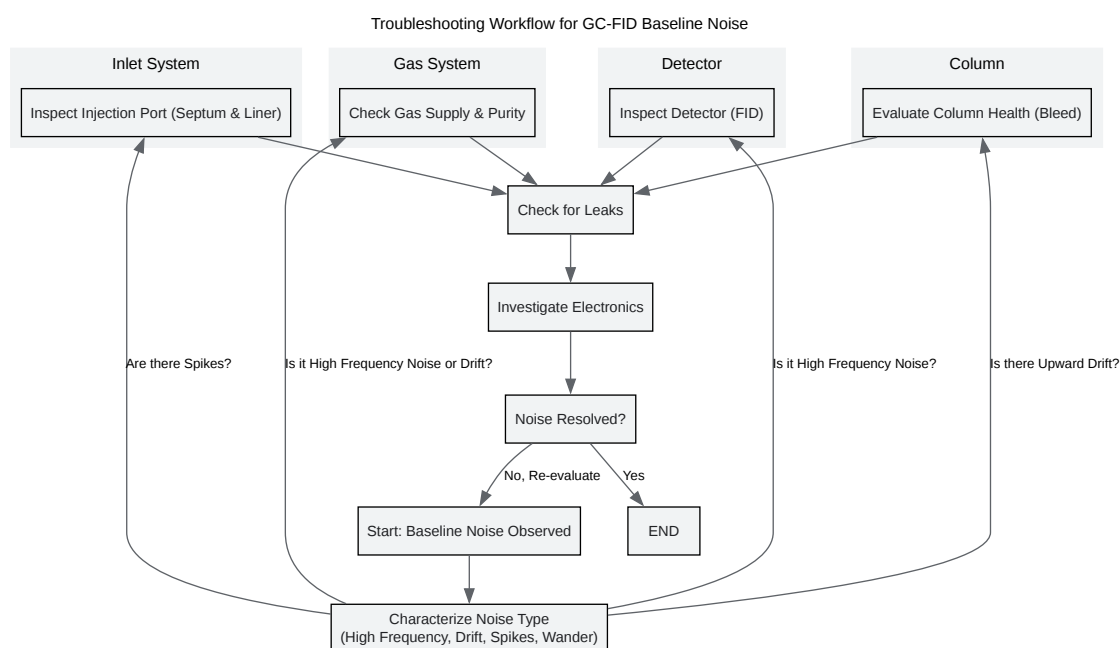 Troubleshooting Workflow for GC-FID Baseline Noise
Inlet System
Gas System
Detector
Column
Inspect Injection Port (Septum & Liner)
Check Gas Supply & Purity
Inspect Detector (FID)
Evaluate Column Health (Bleed)
Check for Leaks
Investigate Electronics
Are there Spikes?
Is it High Frequency Noise or Drift?
Is it High Frequency Noise?
Is there Upward Drift?
Noise Resolved?
No, Re-evaluate
Yes
Start: Baseline Noise Observed
END
Characterize Noise Type
(High Frequency, Drift, Spikes, Wander)